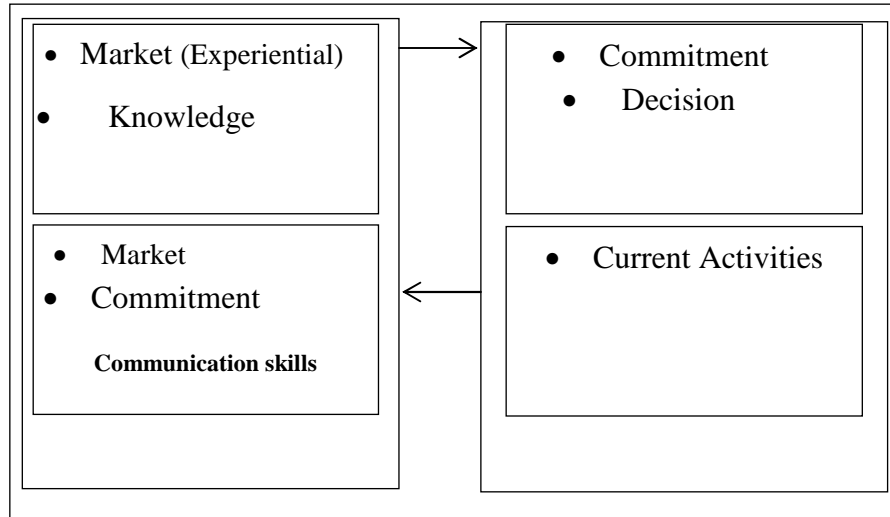 • Market (Experiential)
• Knowledge
• Market
• Commitment
Communication skills
• Commitment
• Decision
• Current Activities